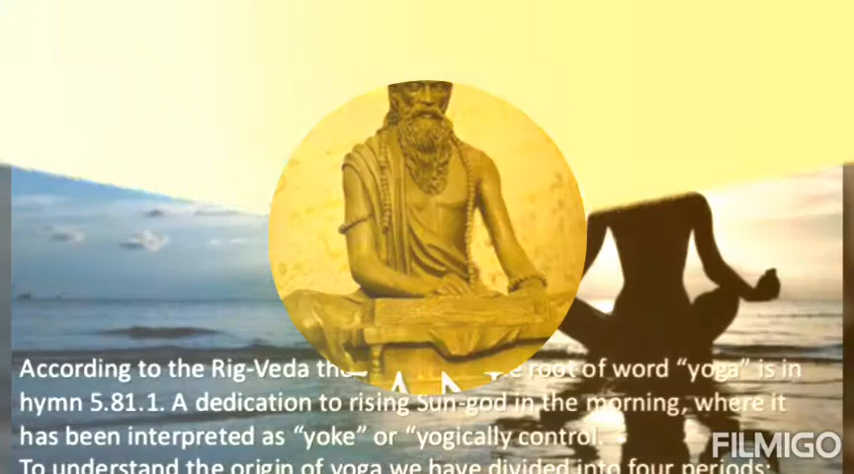 According to the Rig-Veda root of word “yoga” is in
hymn 5.81.1. A dedication to rising Sun-god in the morning, where it
has been interpreted as “yoke” or “yogically control.
To understand the origin of yoga we have divided into four periods
FILMIGO